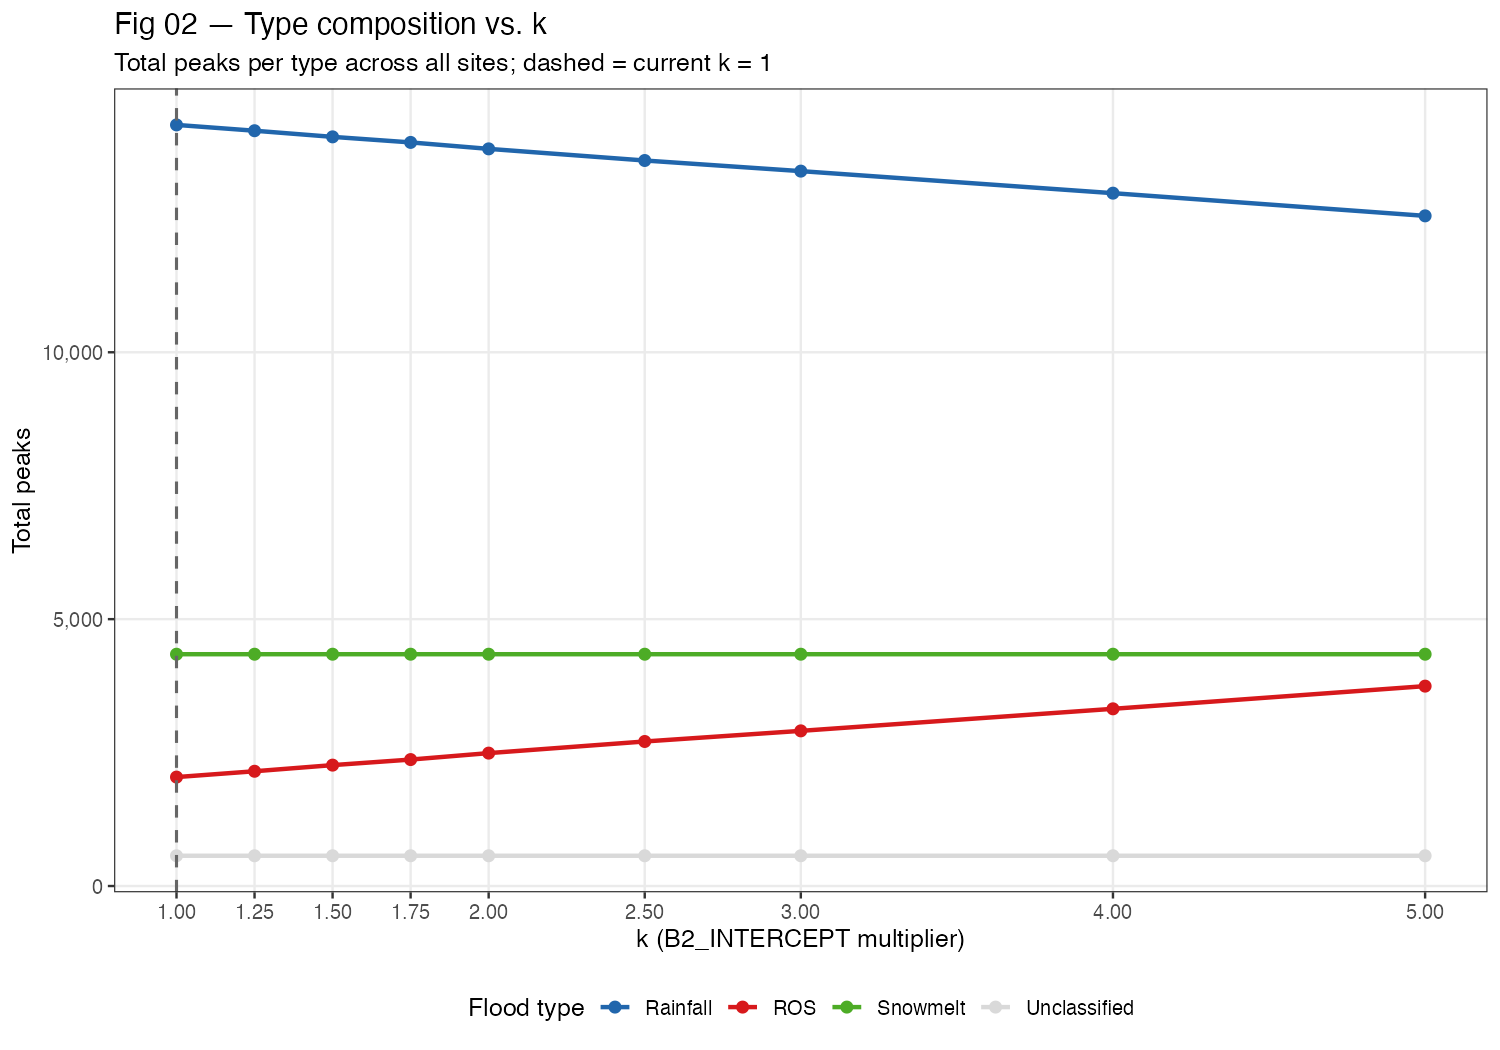 Fig 02 — Type composition vs. k
Total peaks per type across all sites; dashed = current k = 1
Total peaks
10,000
5,000
0
1.00 1.25 1.50 1.75 2.00 2.50 3.00 4.00 5.00
k (B2_INTERCEPT multiplier)
Flood type Rainfall ROS Snowmelt Unclassified